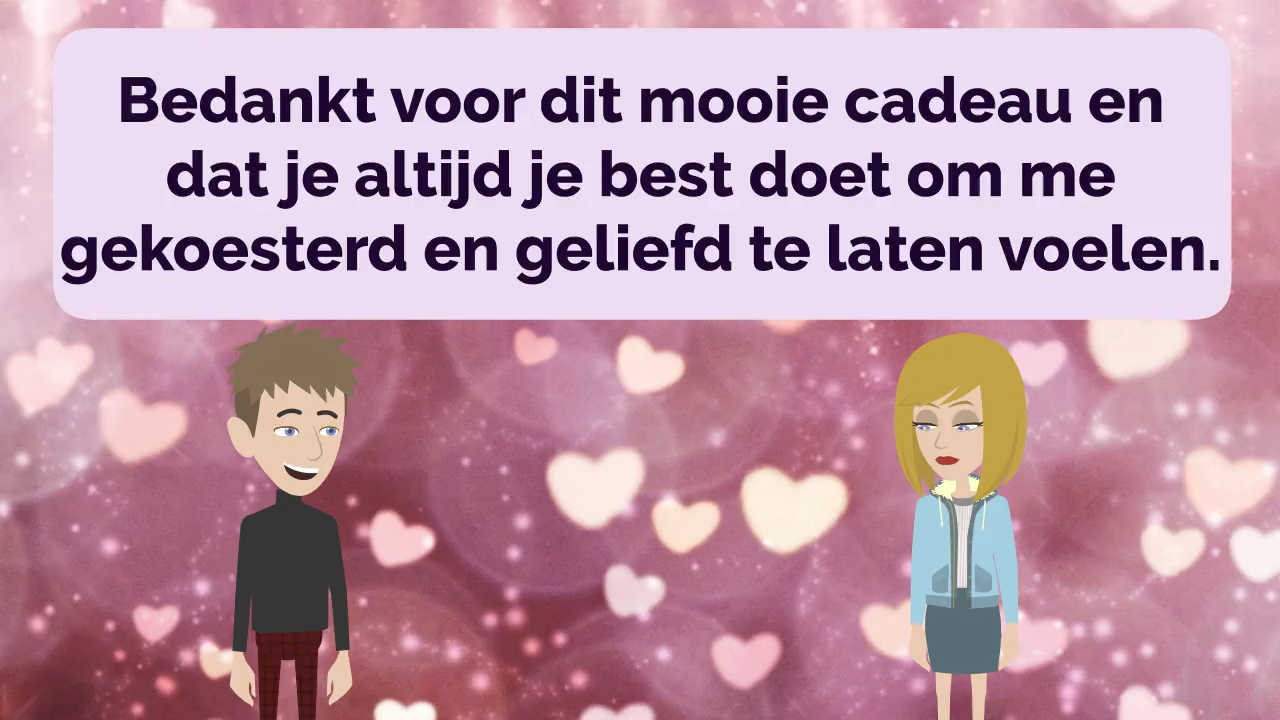 Bedankt voor dit mooie cadeau en
dat je altijd je best doet om me
gekoesterd en geliefd te laten voelen.